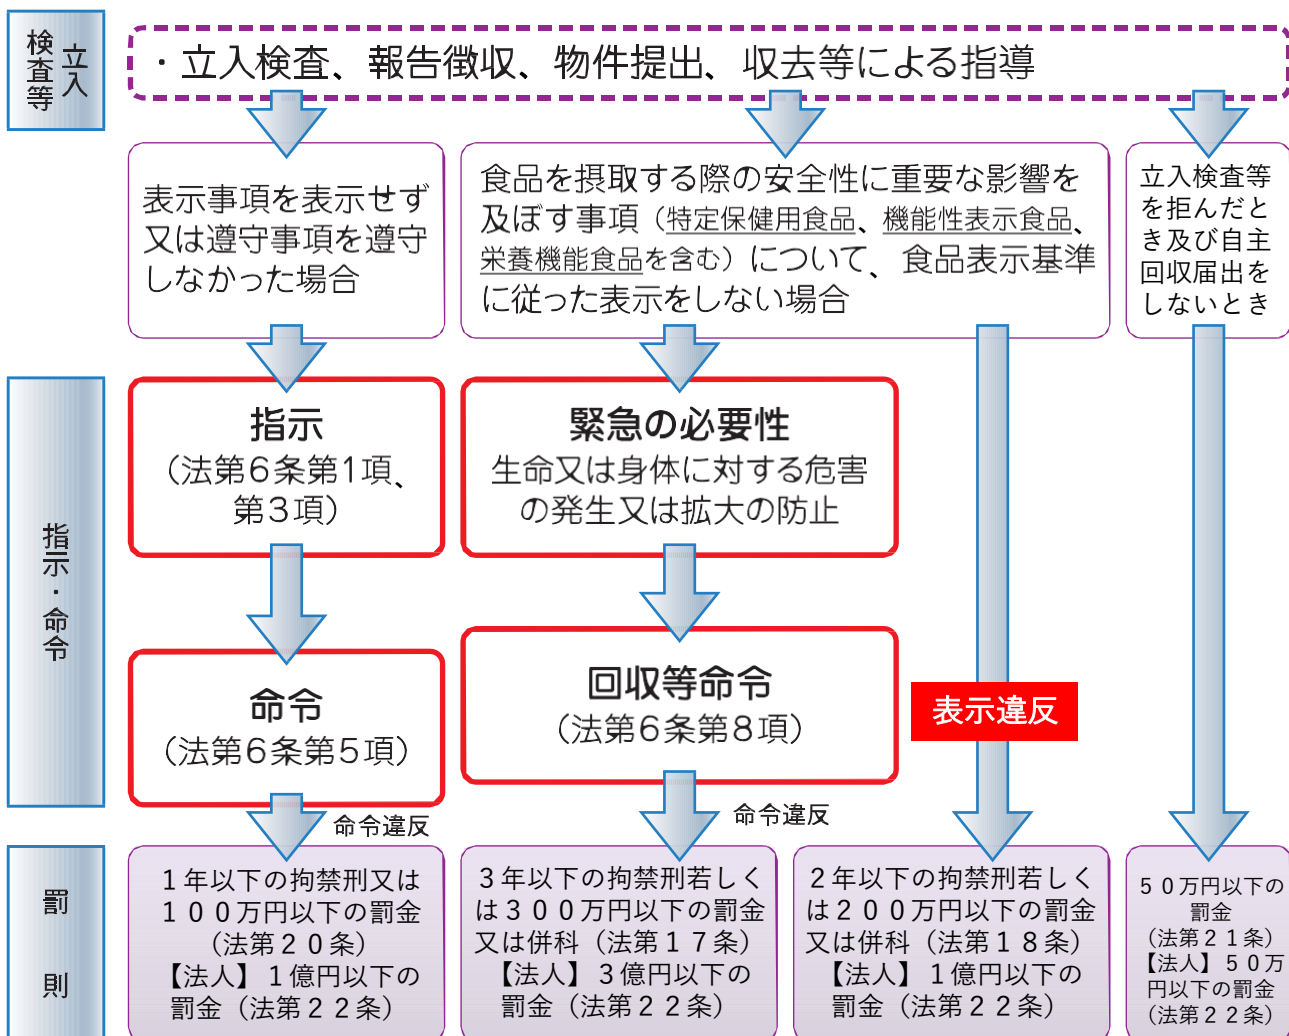 立入
検査等
・立入検査、報告徴収、物件提出、収去等による指導
表示事項を表示せず
又は遵守事項を遵守
しなかった場合
食品を摂取する際の安全性に重要な影響を
及ぼす事項（特定保健用食品、機能性表示食品、
栄養機能食品を含む）について、食品表示基準
に従った表示をしない場合
立入検査等
を拒んだと
き及び自主
回収届出を
しないとき
指示・命令
指示
（法第６条第１項、
第３項）
緊急の必要性
生命又は身体に対する危害
の発生又は拡大の防止
命令
（法第６条第５項）
回収等命令
（法第６条第８項）
表示違反
命令違反
命令違反
罰則
１年以下の拘禁刑又は
１００万円以下の罰金
（法第２０条）
【法人】１億円以下の
罰金（法第２２条）
３年以下の拘禁刑若しく
は３００万円以下の罰金
又は併科（法第１７条）
【法人】３億円以下の
罰金（法第２２条）
２年以下の拘禁刑若しく
は２００万円以下の罰金
又は併科（法第１８条）
【法人】１億円以下の
罰金（法第２２条）
５０万円以下の
罰金
（法第２１条）
【法人】５０万
円以下の罰金
（法第２２条）